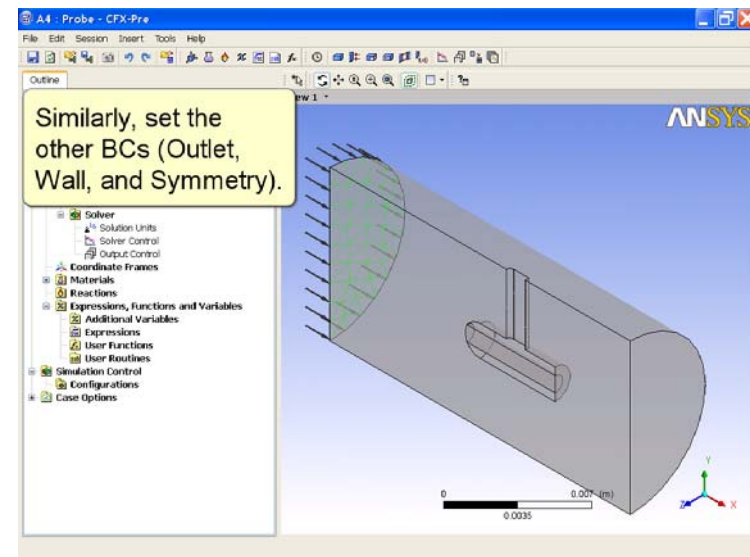 A4 : Probe - CFX-Pre
File Edit Session Insert Tools Help
Outline
ew 1
ANSYS
Similarly, set the
other BCs (Outlet,
Wall, and Symmetry).
Solver
Solution Units
Solver Control
Output Control
Coordinate Frames
Materials
Reactions
Expressions, Functions and Variables
Additional Variables
Expressions
User Functions
User Routines
Simulation Control
Configurations
Case Options
Y
Z X
0 0.007 (m)
0.0035